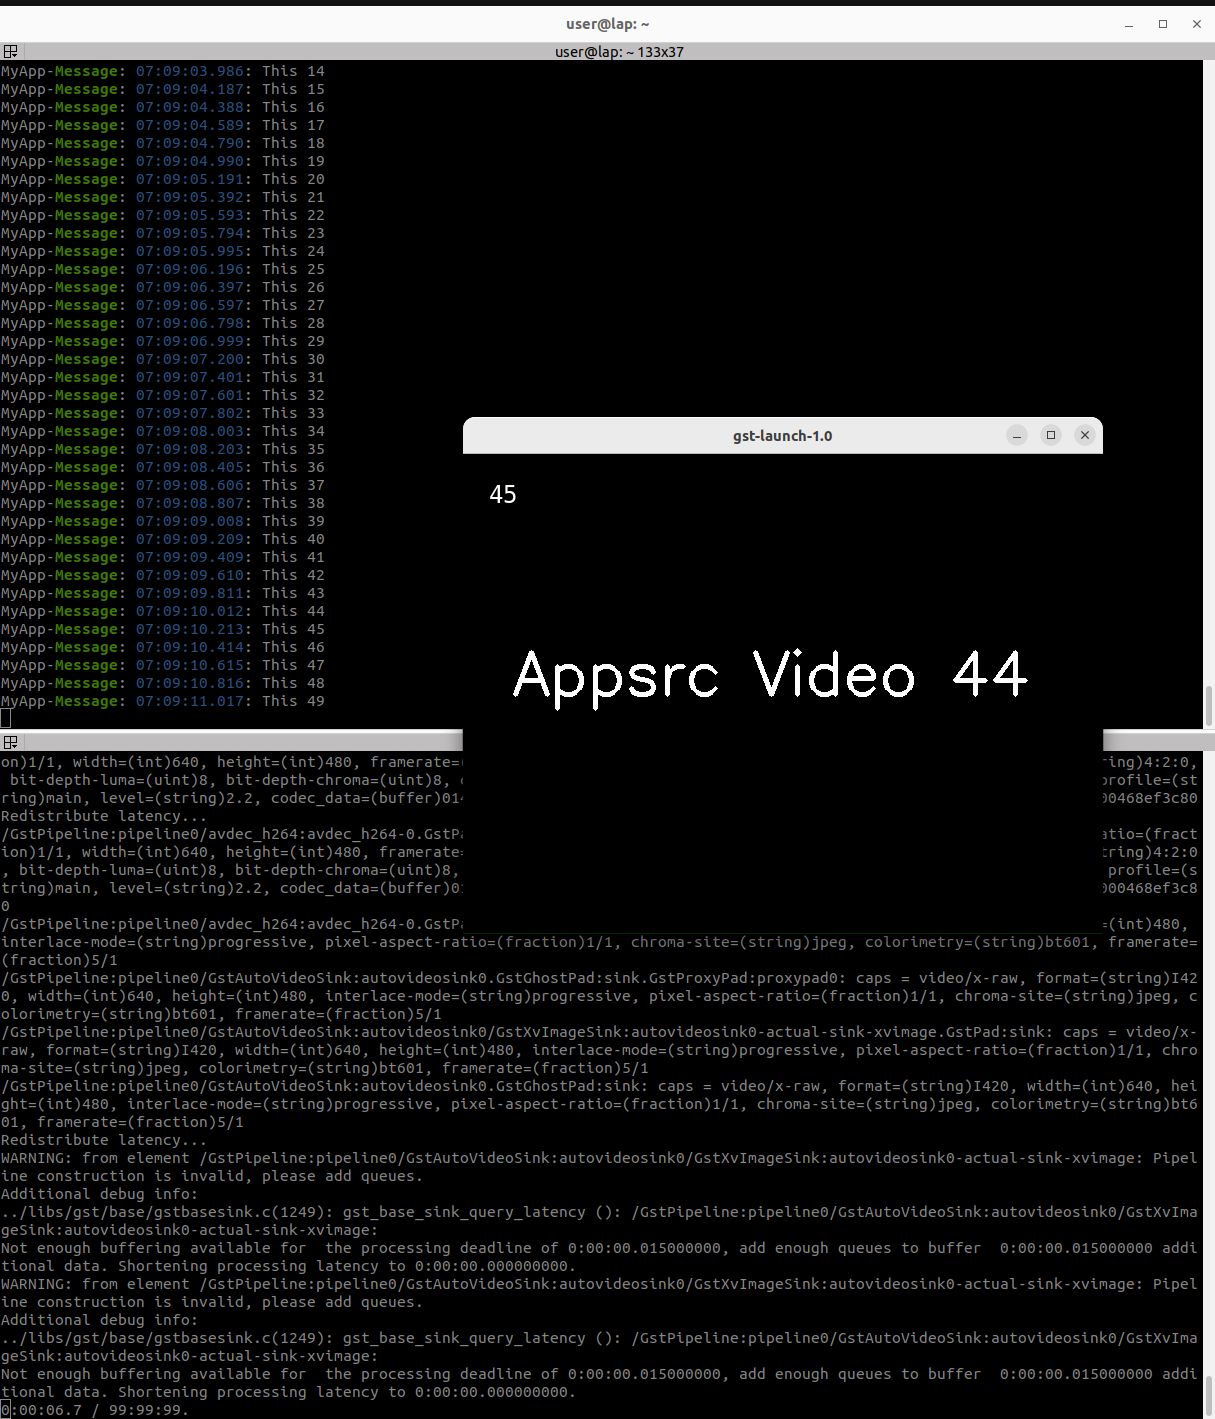 user@lap: ~
user@lap: ~ 133x37
MyApp-Message: 07:09:03.986: This 14
MyApp-Message: 07:09:04.187: This 15
MyApp-Message: 07:09:04.388: This 16
MyApp-Message: 07:09:04.589: This 17
MyApp-Message: 07:09:04.790: This 18
MyApp-Message: 07:09:04.990: This 19
MyApp-Message: 07:09:05.191: This 20
MyApp-Message: 07:09:05.392: This 21
MyApp-Message: 07:09:05.593: This 22
MyApp-Message: 07:09:05.794: This 23
MyApp-Message: 07:09:05.995: This 24
MyApp-Message: 07:09:06.196: This 25
MyApp-Message: 07:09:06.397: This 26
MyApp-Message: 07:09:06.597: This 27
MyApp-Message: 07:09:06.798: This 28
MyApp-Message: 07:09:06.999: This 29
MyApp-Message: 07:09:07.200: This 30
MyApp-Message: 07:09:07.401: This 31
MyApp-Message: 07:09:07.601: This 32
MyApp-Message: 07:09:07.802: This 33
MyApp-Message: 07:09:08.003: This 34
MyApp-Message: 07:09:08.203: This 35
MyApp-Message: 07:09:08.405: This 36
MyApp-Message: 07:09:08.606: This 37
MyApp-Message: 07:09:08.807: This 38
MyApp-Message: 07:09:09.008: This 39
MyApp-Message: 07:09:09.209: This 40
MyApp-Message: 07:09:09.409: This 41
MyApp-Message: 07:09:09.610: This 42
MyApp-Message: 07:09:09.811: This 43
MyApp-Message: 07:09:10.012: This 44
MyApp-Message: 07:09:10.213: This 45
MyApp-Message: 07:09:10.414: This 46
MyApp-Message: 07:09:10.615: This 47
MyApp-Message: 07:09:10.816: This 48
MyApp-Message: 07:09:11.017: This 49
gst-launch-1.0
45
Appsrc Video 44
on)1/1, width=(int)640, height=(int)480, framerate=( ring)4:2:0,
bit-depth-luma=(uint)8, bit-depth-chroma=(uint)8, profile=(st
ring)main, level=(string)2.2, codec_data=(buffer)014 00468ef3c80
Redistribute latency...
/GstPipeline:pipeline0/avdec_h264:avdec_h264-0.GstPa atio=(fract
ion)1/1, width=(int)640, height=(int)480, framerate= tring)4:2:0
, bit-depth-luma=(uint)8, bit-depth-chroma=(uint)8, profile=(s
tring)main, level=(string)2.2, codec_data=(buffer)0 000468ef3c8
0
/GstPipeline:pipeline0/avdec_h264:avdec_h264-0.GstPa =(int)480,
interlace-mode=(string)progressive, pixel-aspect-ratio=(fraction)1/1, chroma-site=(string)jpeg, colorimetry=(string)bt601, framerate=
(fraction)5/1
/GstPipeline:pipeline0/GstAutoVideoSink:autovideosink0.GstGhostPad:sink.GstProxyPad:proxypad0: caps = video/x-raw, format=(string)I42
0, width=(int)640, height=(int)480, interlace-mode=(string)progressive, pixel-aspect-ratio=(fraction)1/1, chroma-site=(string)jpeg, c
olorimetry=(string)bt601, framerate=(fraction)5/1
/GstPipeline:pipeline0/GstAutoVideoSink:autovideosink0/GstXvImageSink:autovideosink0-actual-sink-xvimage.GstPad:sink: caps = video/x-
raw, format=(string)I420, width=(int)640, height=(int)480, interlace-mode=(string)progressive, pixel-aspect-ratio=(fraction)1/1, chro
ma-site=(string)jpeg, colorimetry=(string)bt601, framerate=(fraction)5/1
/GstPipeline:pipeline0/GstAutoVideoSink:autovideosink0.GstGhostPad:sink: caps = video/x-raw, format=(string)I420, width=(int)640, hei
ght=(int)480, interlace-mode=(string)progressive, pixel-aspect-ratio=(fraction)1/1, chroma-site=(string)jpeg, colorimetry=(string)bt6
01, framerate=(fraction)5/1
Redistribute latency...
WARNING: from element /GstPipeline:pipeline0/GstAutoVideoSink:autovideosink0/GstXvImageSink:autovideosink0-actual-sink-xvimage: Pipel
ine construction is invalid, please add queues.
Additional debug info:
../libs/gst/base/gstbasesink.c(1249): gst_base_sink_query_latency (): /GstPipeline:pipeline0/GstAutoVideoSink:autovideosink0/GstXvIma
geSink:autovideosink0-actual-sink-xvimage:
Not enough buffering available for  the processing deadline of 0:00:00.015000000, add enough queues to buffer  0:00:00.015000000 addi
tional data. Shortening processing latency to 0:00:00.000000000.
WARNING: from element /GstPipeline:pipeline0/GstAutoVideoSink:autovideosink0/GstXvImageSink:autovideosink0-actual-sink-xvimage: Pipel
ine construction is invalid, please add queues.
Additional debug info:
../libs/gst/base/gstbasesink.c(1249): gst_base_sink_query_latency (): /GstPipeline:pipeline0/GstAutoVideoSink:autovideosink0/GstXvIma
geSink:autovideosink0-actual-sink-xvimage:
Not enough buffering available for  the processing deadline of 0:00:00.015000000, add enough queues to buffer  0:00:00.015000000 addi
tional data. Shortening processing latency to 0:00:00.000000000.
0:00:06.7 / 99:99:99.